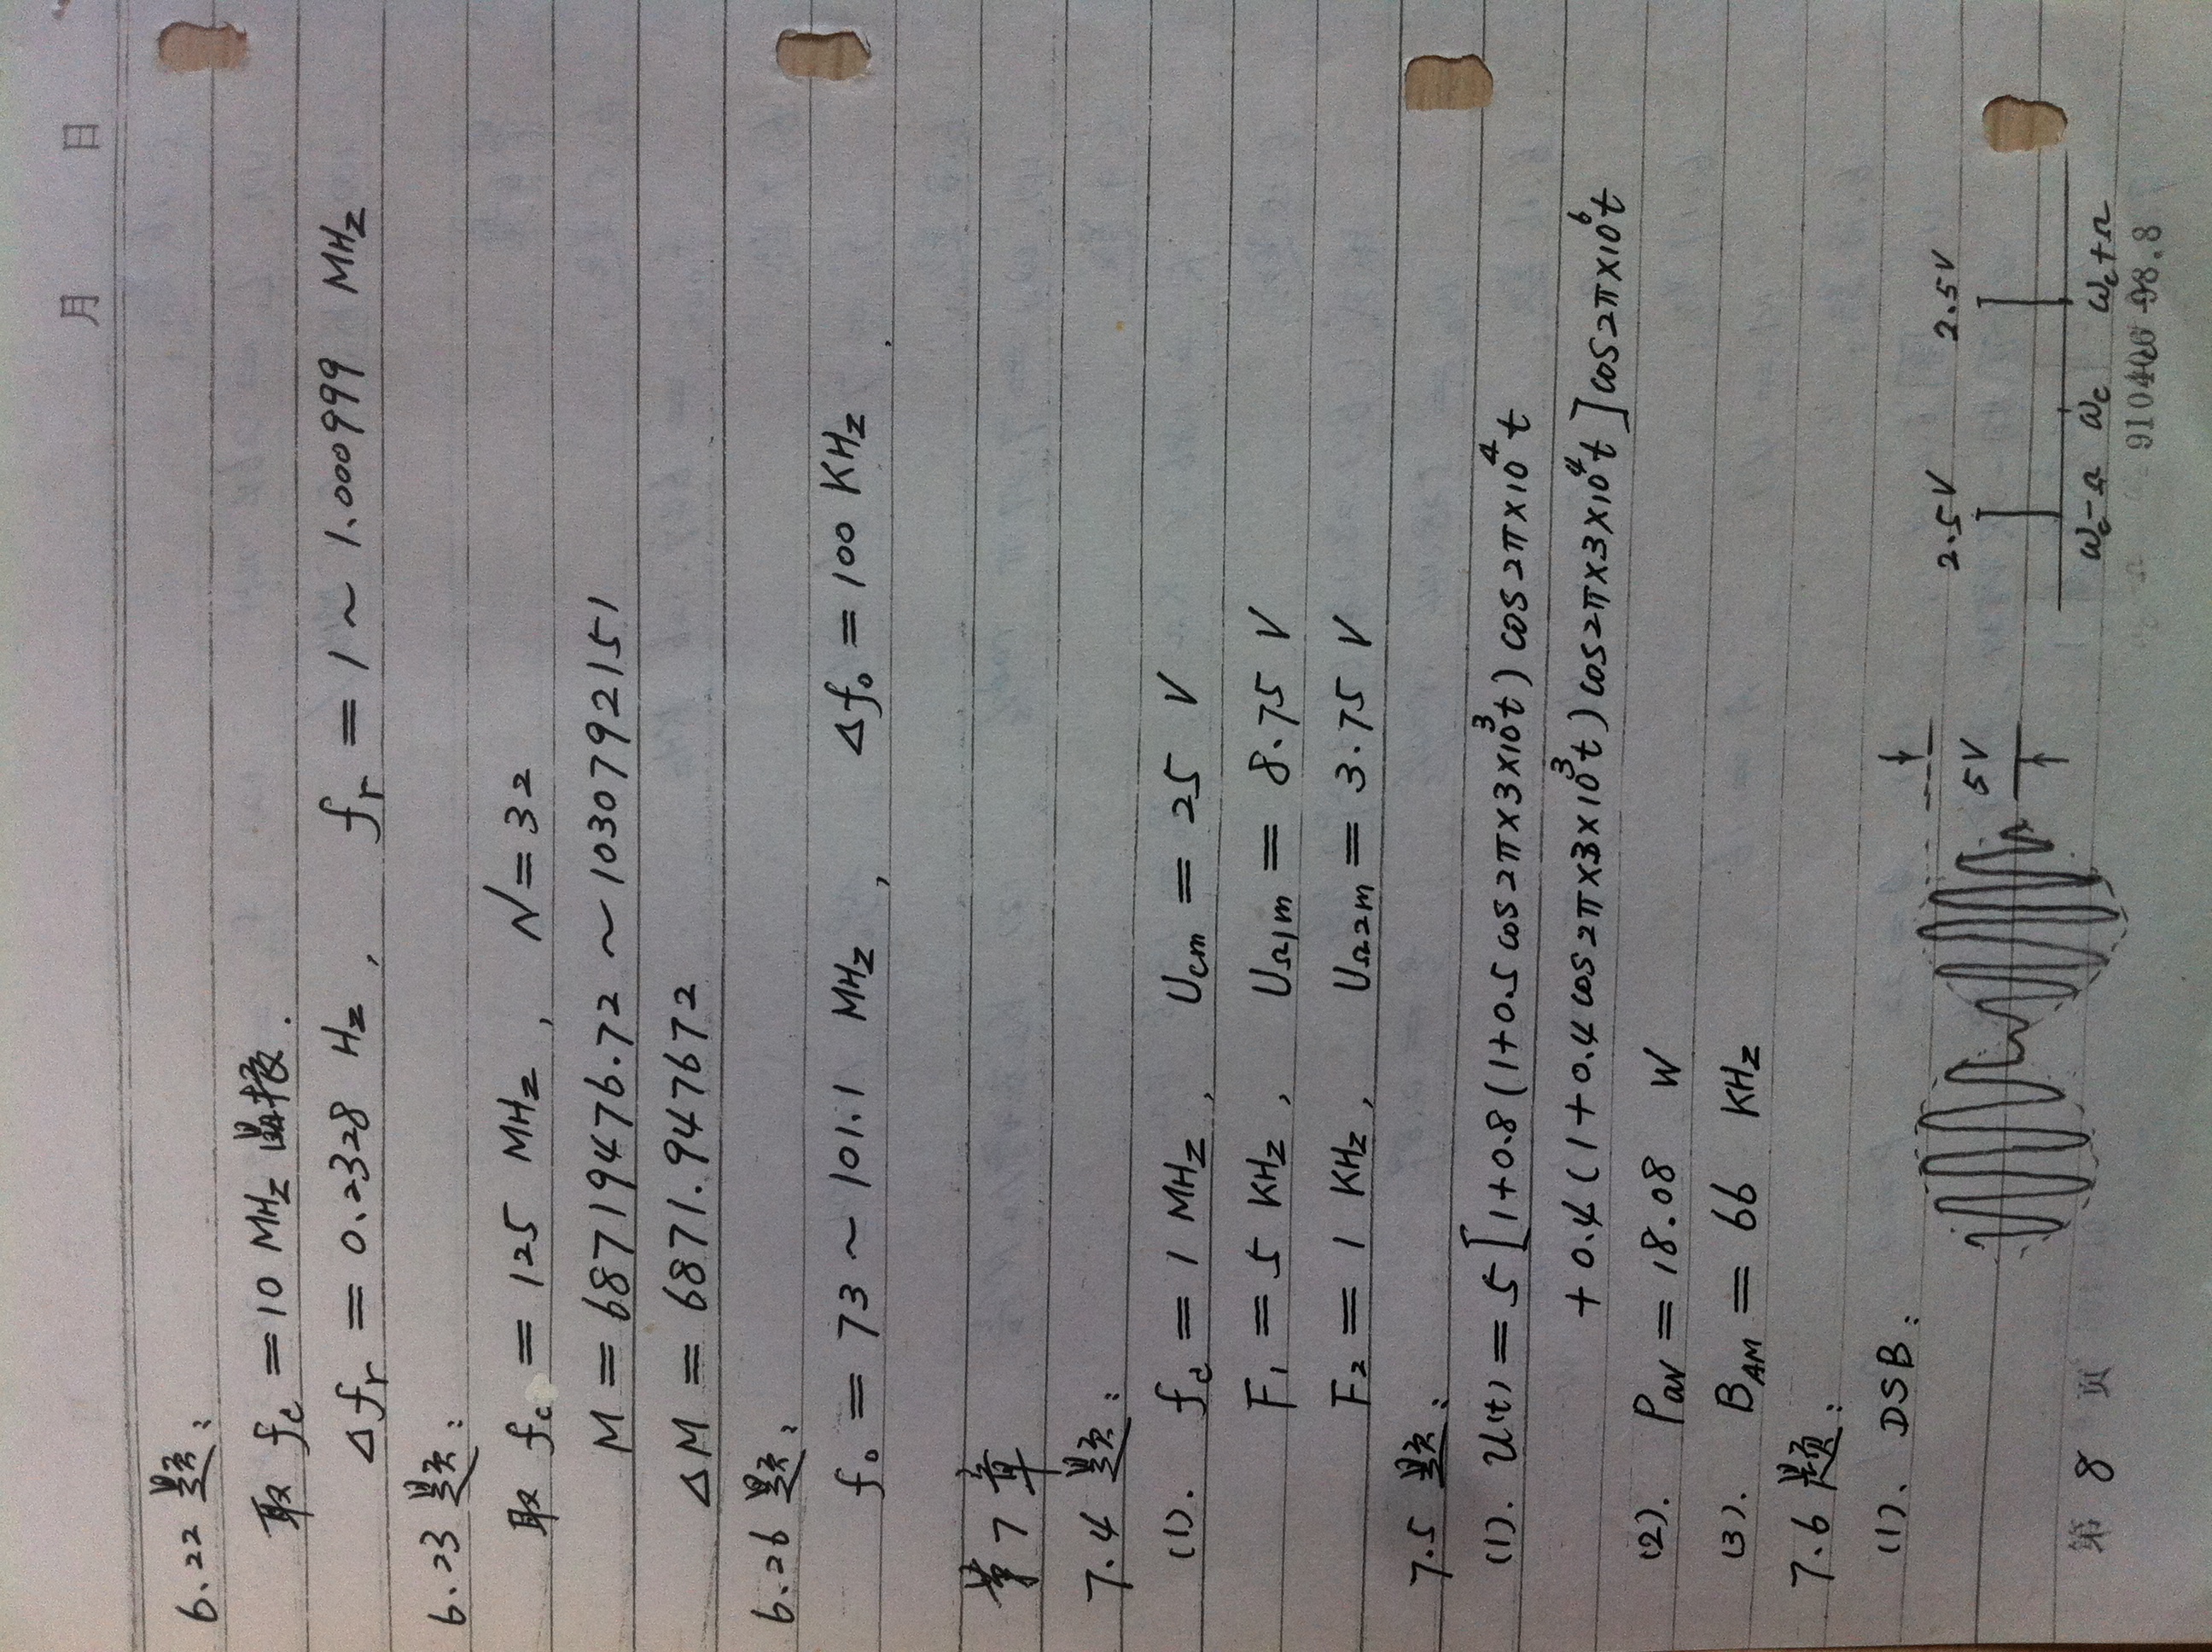 月 日
6.22 题:
取 fc = 10 MHz 晶振.
Δfr = 0.2328 Hz, fr = 1 ~ 1.000999 MHz
6.23 题:
取 fc = 125 MHz, N = 32
M = 68719476.72 ~ 1030792151
ΔM = 6871.947672
6.26 题:
f₀ = 73 ~ 101.1 MHz, Δf₀ = 100 KHz.
第7章
7.4 题:
(1). fc = 1 MHz, Ucm = 25 V
F₁ = 5 KHz, UΩ1m = 8.75 V
F₂ = 1 KHz, UΩ2m = 3.75 V
7.5 题:
(1). U(t) = 5 [1+0.8 (1+0.5 cos 2π×3×10³t) cos 2π×10⁴t
+ 0.4 (1+0.4 cos 2π×3×10³t) cos 2π×3×10⁴t ] cos 2π×10⁶t
(2). Pav = 18.08 W
(3). BAM = 66 KHz
7.6 题:
(1). DSB:
5V
2.5V 2.5V
ωc-Ω ωc ωc+Ω
第 8 页
98.8